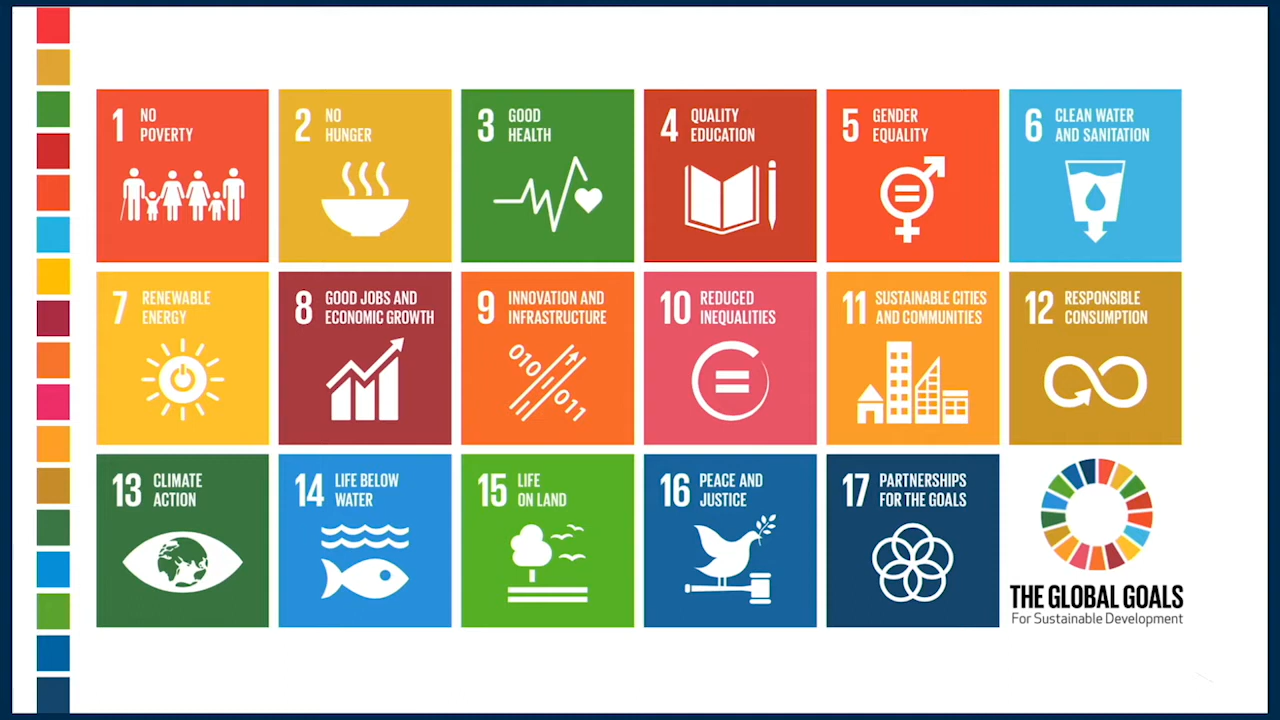 1 NO
POVERTY
2 NO
HUNGER
3 GOOD
HEALTH
4 QUALITY
EDUCATION
5 GENDER
EQUALITY
6 CLEAN WATER
AND SANITATION
7 RENEWABLE
ENERGY
8 GOOD JOBS AND
ECONOMIC GROWTH
9 INNOVATION AND
INFRASTRUCTURE
010
011
10 REDUCED
INEQUALITIES
11 SUSTAINABLE CITIES
AND COMMUNITIES
12 RESPONSIBLE
CONSUMPTION
13 CLIMATE
ACTION
14 LIFE BELOW
WATER
15 LIFE
ON LAND
16 PEACE AND
JUSTICE
17 PARTNERSHIPS
FOR THE GOALS
THE GLOBAL GOALS
For Sustainable Development